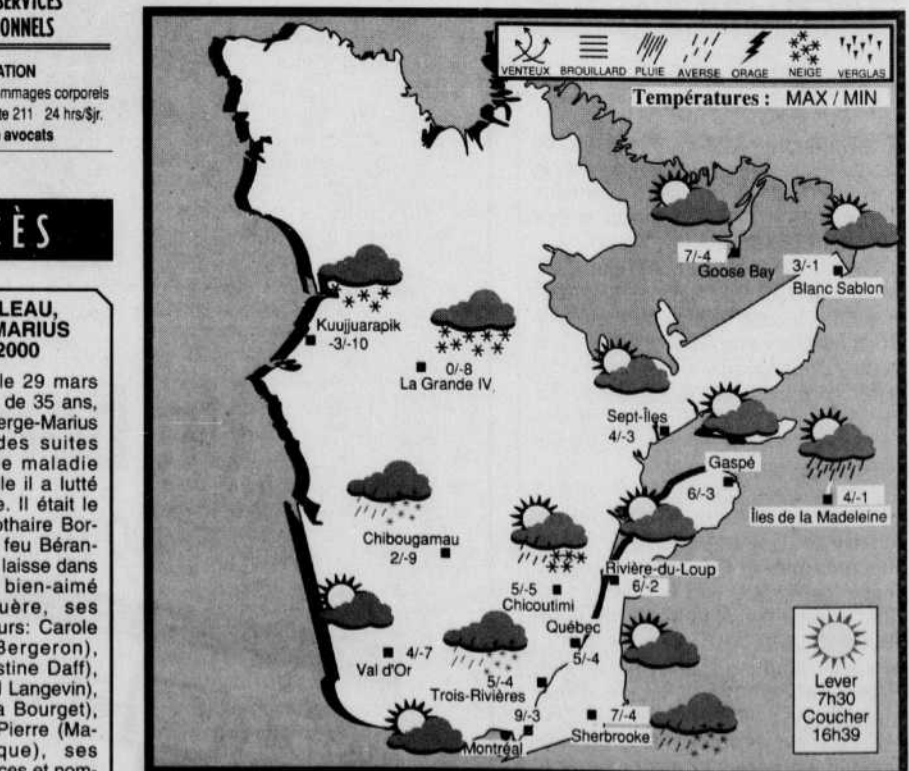 SERVICES
ONNELS
ATION
mmages corporels
te 211 24 hrs/$jr.
avocats
ÈS
LEAU,
MARIUS
2000
le 29 mars
de 35 ans,
erge-Marius
des suites
e maladie
le il a lutté
e. Il était le
othaire Bor-
feu Béran-
laisse dans
bien-aimé
uère, ses
urs: Carole
Bergeron),
stine Daff),
l Langevin),
a Bourget),
Pierre (Ma-
que), ses
VENTEUX BROUILLARD PLUIE AVERSE ORAGE NEIGE VERGLAS
Températures : MAX / MIN
7/-4
Goose Bay
3/-1
Blanc Sablon
Kuujjuarapik
-3/-10
0/-8
La Grande IV
Sept-Îles
4/-3
Gaspé
6/-3
4/-1
Îles de la Madeleine
Chibougamau
2/-9
Rivière-du-Loup
6/-2
5/-5
Chicoutimi
Québec
5/-4
4/-7
Val d'Or
5/-4
Trois-Rivières
9/-3
Montréal
7/-4
Sherbrooke
Lever
7h30
Coucher
16h39